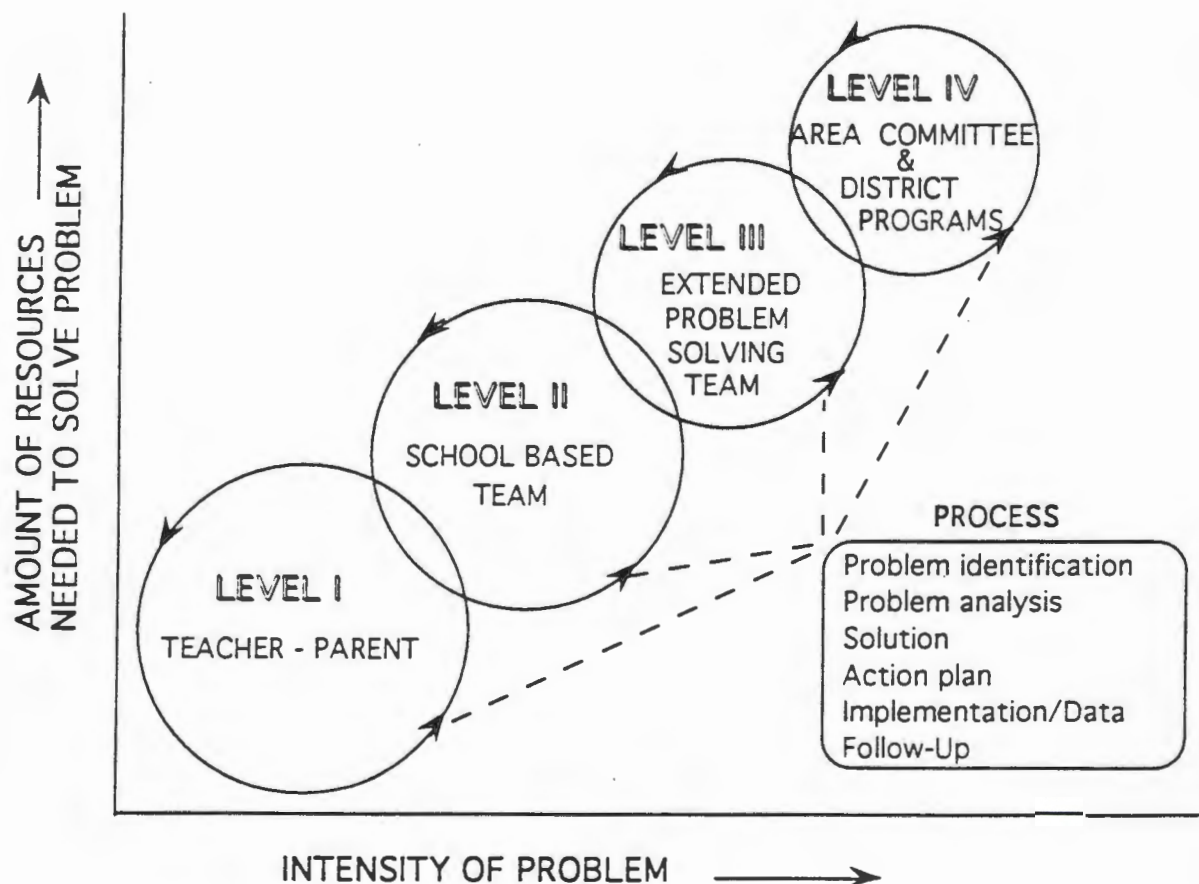 AMOUNT OF RESOURCES
NEEDED TO SOLVE PROBLEM
LEVEL IV
AREA COMMITTEE
&
DISTRICT
PROGRAMS
LEVEL III
EXTENDED
PROBLEM
SOLVING
TEAM
LEVEL II
SCHOOL BASED
TEAM
LEVEL I
TEACHER - PARENT
PROCESS
Problem identification
Problem analysis
Solution
Action plan
Implementation/Data
Follow-Up
INTENSITY OF PROBLEM